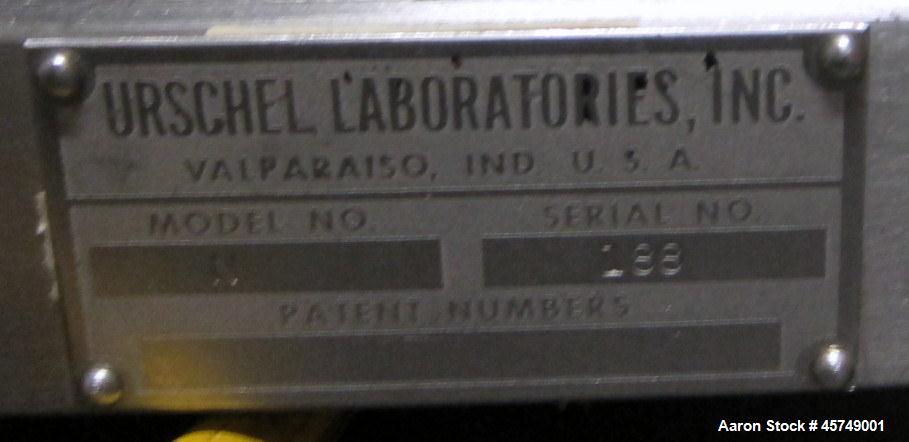 URSCHEL LABORATORIES, INC.
VALPARAISO, IND. U. S. A.
MODEL NO. SERIAL NO.
188
PATENT NUMBERS
Aaron Stock # 45749001